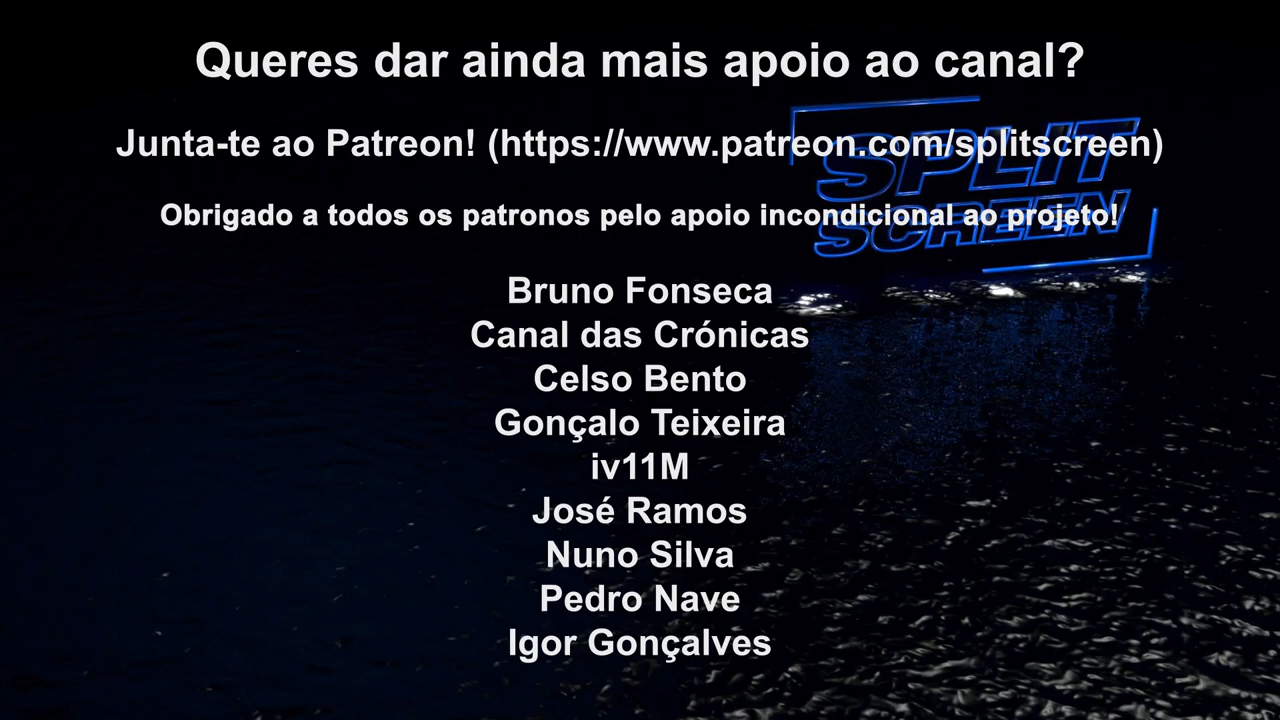 Queres dar ainda mais apoio ao canal?
Junta-te ao Patreon! (https://www.patreon.com/splitscreen)
Obrigado a todos os patronos pelo apoio incondicional ao projeto!
SPLIT
SCREEN
Bruno Fonseca
Canal das Crónicas
Celso Bento
Gonçalo Teixeira
iv11M
José Ramos
Nuno Silva
Pedro Nave
Igor Gonçalves